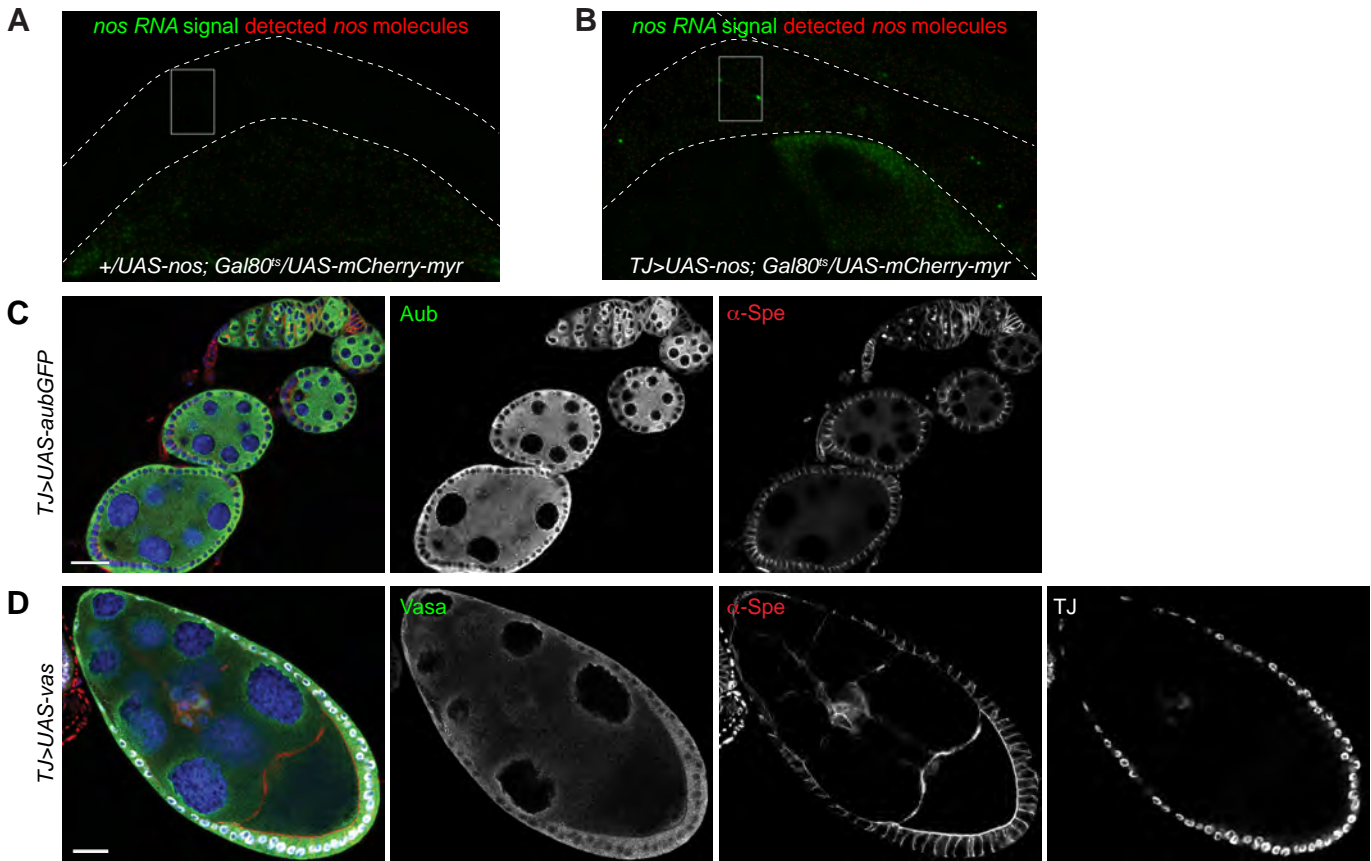 A
nos RNA signal detected nos molecules
+/UAS-nos; Gal80ts/UAS-mCherry-myr
B
nos RNA signal detected nos molecules
TJ>UAS-nos; Gal80ts/UAS-mCherry-myr
C
TJ>UAS-aubGFP
Aub
α-Spe
D
TJ>UAS-vas
Vasa
α-Spe
TJ